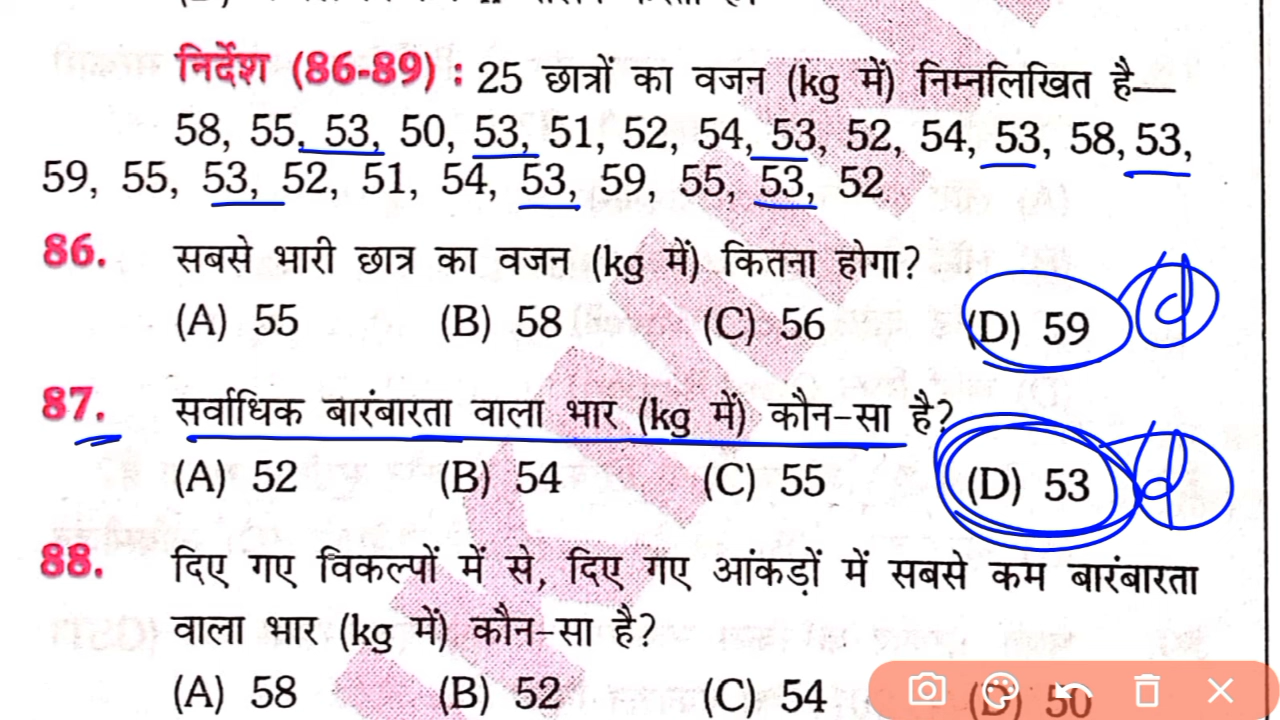 निर्देश (86-89) : 25 छात्रों का वजन (kg में) निम्नलिखित है—
58, 55, 53, 50, 53, 51, 52, 54, 53, 52, 54, 53, 58, 53,
59, 55, 53, 52, 51, 54, 53, 59, 55, 53, 52
86. सबसे भारी छात्र का वजन (kg में) कितना होगा?
(A) 55 (B) 58 (C) 56 (D) 59 d
87. सर्वाधिक बारंबारता वाला भार (kg में) कौन-सा है?
(A) 52 (B) 54 (C) 55 (D) 53 d
88. दिए गए विकल्पों में से, दिए गए आंकड़ों में सबसे कम बारंबारता
वाला भार (kg में) कौन-सा है?
(A) 58 (B) 52 (C) 54 (D) 50